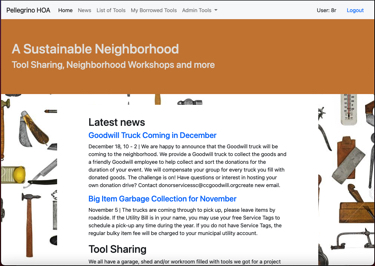 Pellegrino HOA Home News List of Tools My Borrowed Tools Admin Tools User: 8r Logout
A Sustainable Neighborhood
Tool Sharing, Neighborhood Workshops and more
Latest news
Goodwill Truck Coming in December
December 18, 10 - 2 | We are happy to announce that the Goodwill truck will be
coming to the neighborhood. We provide a Goodwill truck to collect the goods and
a friendly Goodwill employee to help collect and sort the donations for the
duration of your event. We will compensate your group for every truck you fill with
donated goods. The challenge is on! Have questions or interest in hosting your
own donation drive? Contact donorservicessc@ccgoodwill.orgcreate new email.
Big Item Garbage Collection for November
November 5 | The trucks are coming through to pick up, please leave items by
roadside. If the Utility Bill is in your name, you may use your free Service Tags to
schedule a pick-up any time during the year. If you do not have Service Tags, the
regular bulky item fee will be charged to your municipal utility account.
Tool Sharing
We all have a garage, shed and/or workroom filled with tools we got for a project